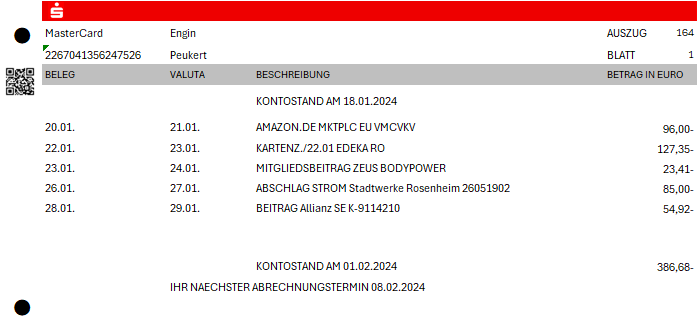 MasterCard Engin AUSZUG 164
2267041356247526 Peukert BLATT 1
BELEG VALUTA BESCHREIBUNG BETRAG IN EURO
KONTOSTAND AM 18.01.2024
20.01. 21.01. AMAZON.DE MKTPLC EU VMCVKV 96,00-
22.01. 23.01. KARTENZ./22.01 EDEKA RO 127,35-
23.01. 24.01. MITGLIEDSBEITRAG ZEUS BODYPOWER 23,41-
26.01. 27.01. ABSCHLAG STROM Stadtwerke Rosenheim 26051902 85,00-
28.01. 29.01. BEITRAG Allianz SE K-9114210 54,92-
KONTOSTAND AM 01.02.2024 386,68-
IHR NAECHSTER ABRECHNUNGSTERMIN 08.02.2024